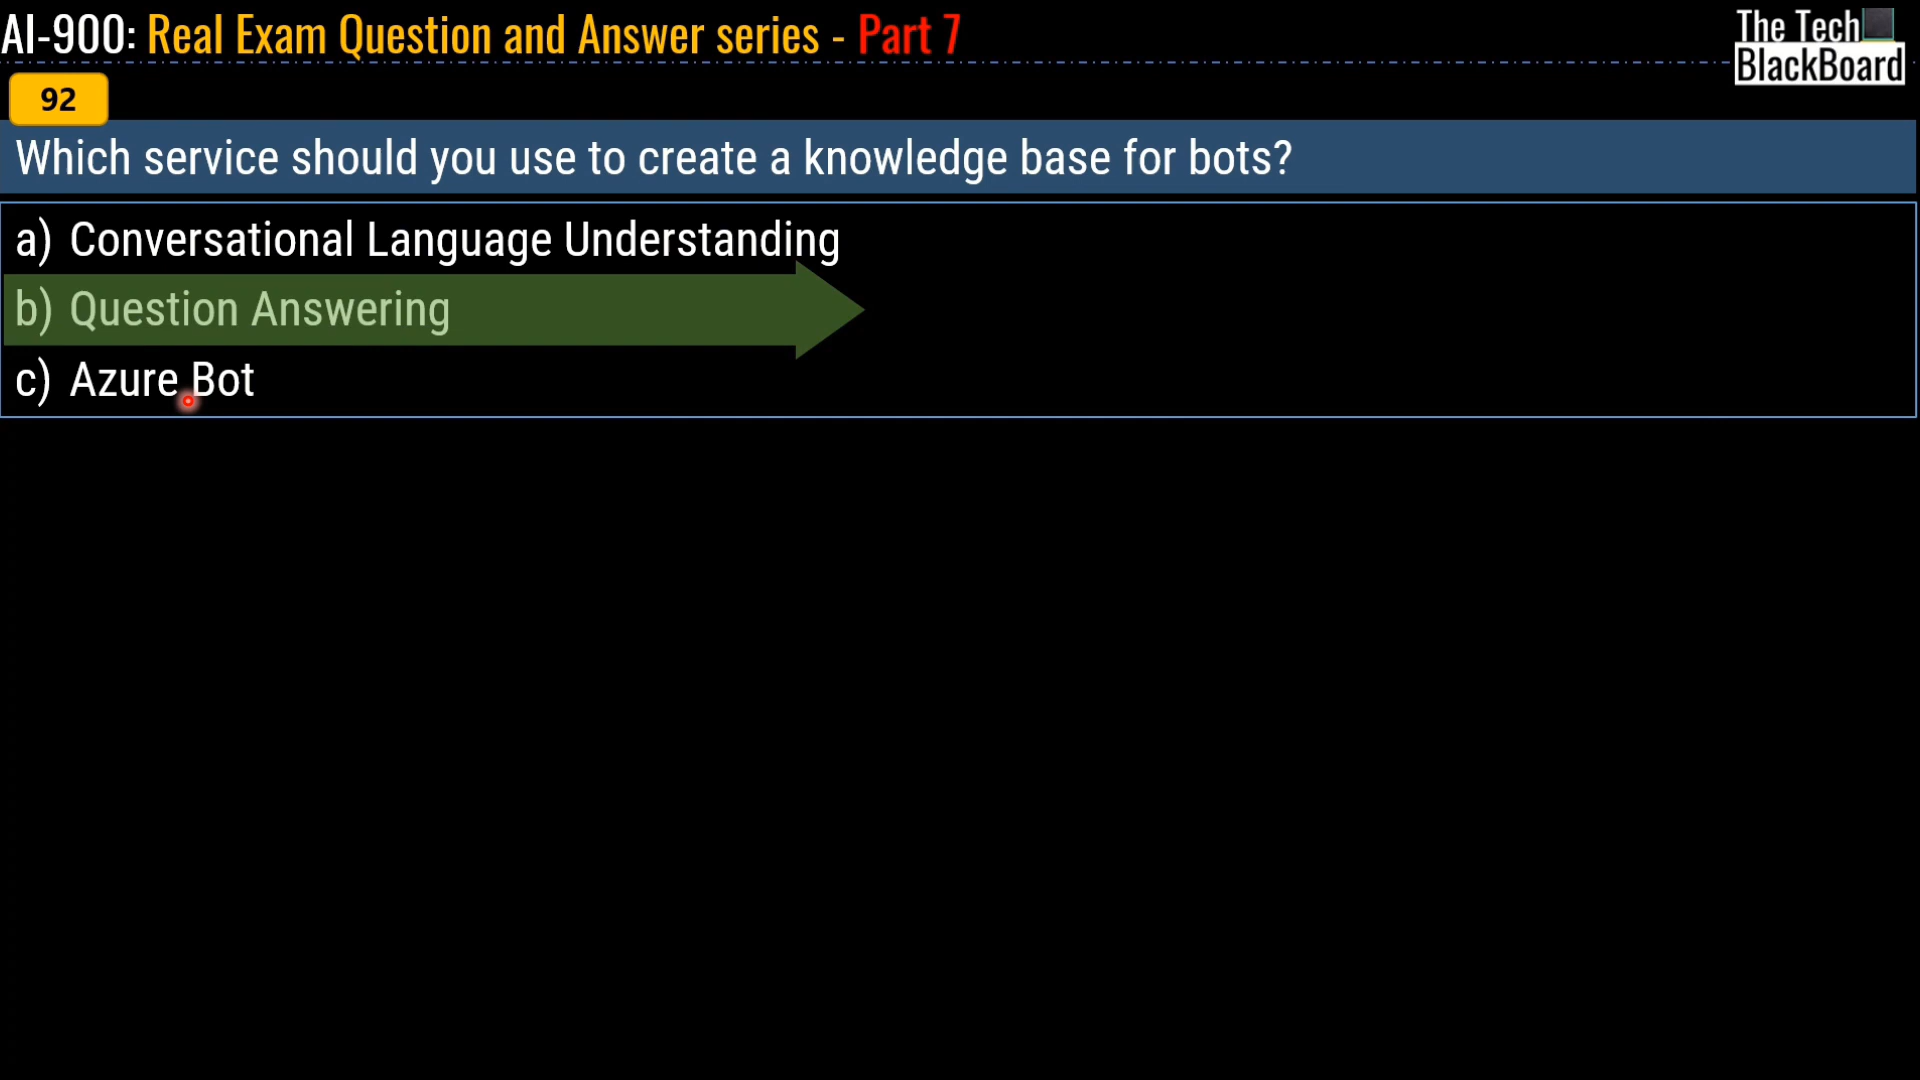 AI-900: Real Exam Question and Answer series - Part 7
The Tech
BlackBoard
92
Which service should you use to create a knowledge base for bots?
a) Conversational Language Understanding
b) Question Answering
c) Azure Bot